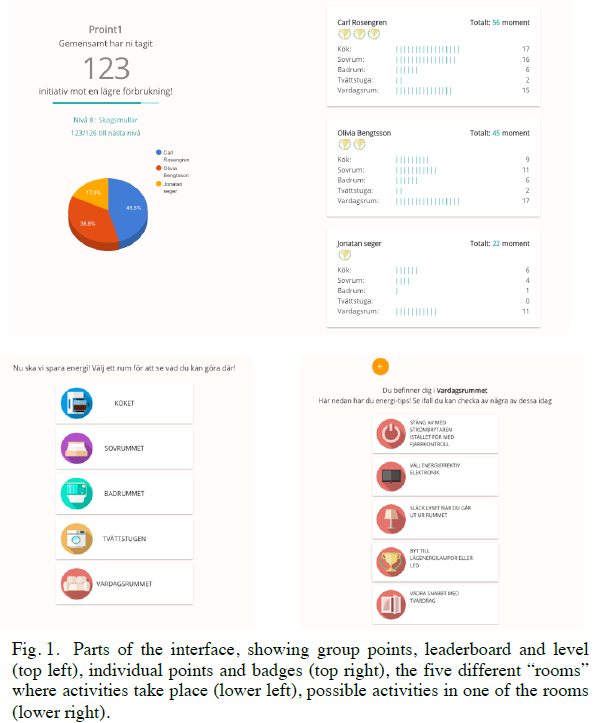 Proint1
Gemensamt har ni tagit
123
initiativ mot en lägre förbrukning!
Nivå 8 : Skogsmullar
123/126 till nästa nivå
Carl
Rosengren
Olivia
Bengtsson
Jonatan
seger
17,9%
45,5%
36,6%
Carl Rosengren Totalt: 56 moment
Kök: 17
Sovrum: 16
Badrum: 6
Tvättstuga: 2
Vardagsrum: 15
Olivia Bengtsson Totalt: 45 moment
Kök: 9
Sovrum: 11
Badrum: 6
Tvättstuga: 2
Vardagsrum: 17
Jonatan seger Totalt: 22 moment
Kök: 6
Sovrum: 4
Badrum: 1
Tvättstuga: 0
Vardagsrum: 11
Nu ska vi spara energi! Välj ett rum för att se vad du kan göra där!
KÖKET
SOVRUMMET
BADRUMMET
TVÄTTSTUGEN
VARDAGSRUMMET
Du befinner dig i Vardagsrummet
Här nedan har du energi-tips! Se ifall du kan checka av några av dessa idag
STÄNG AV MED
STRÖMBRYTAREN
ISTÄLLET FÖR MED
FJÄRRKONTROLL
VÄLJ ENERGIEFFEKTIV
ELEKTRONIK
SLÄCK LYSET NÄR DU GÅR
UT UR RUMMET
BYT TILL
LÅGENERGILAMPOR ELLER
LED
VÄDRA SNABBT MED
TVÄRDRAG
Fig. 1. Parts of the interface, showing group points, leaderboard and level
(top left), individual points and badges (top right), the five different “rooms”
where activities take place (lower left), possible activities in one of the rooms
(lower right).